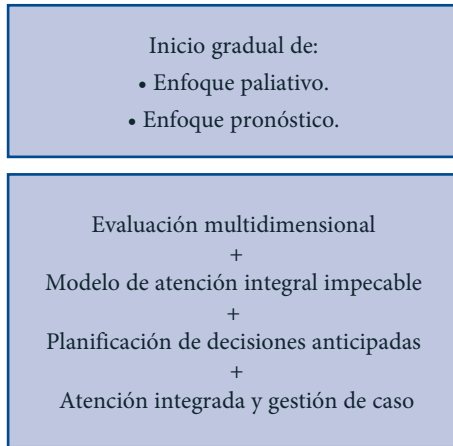 Inicio gradual de:
• Enfoque paliativo.
• Enfoque pronóstico.
Evaluación multidimensional
+
Modelo de atención integral impecable
+
Planificación de decisiones anticipadas
+
Atención integrada y gestión de caso